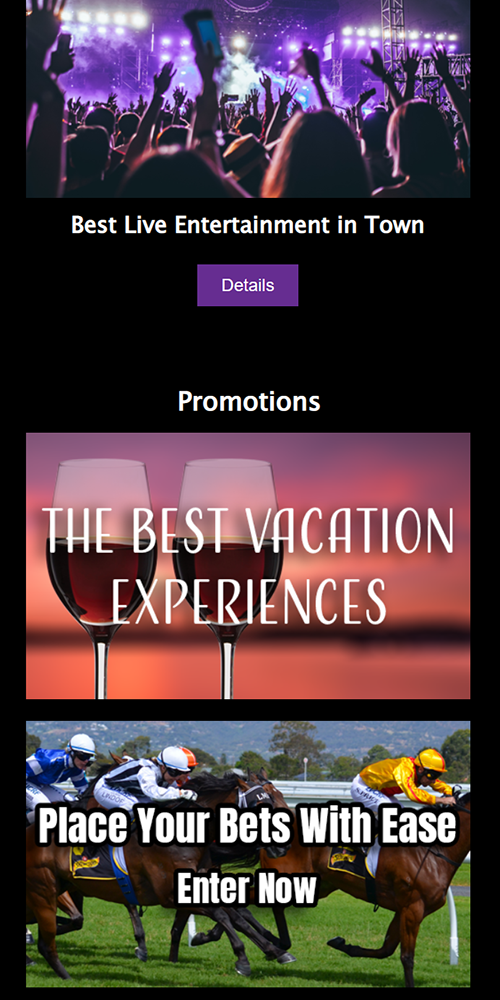 Best Live Entertainment in Town
Details
Promotions
THE BEST VACATION
EXPERIENCES
Place Your Bets With Ease
Enter Now